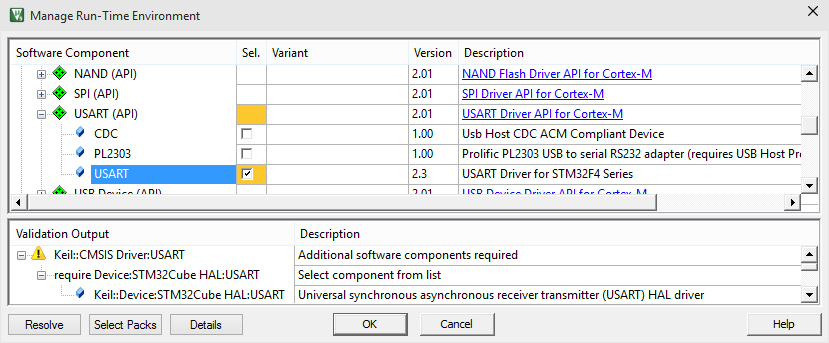 Manage Run-Time Environment
Software Component Sel. Variant Version Description
NAND (API) 2.01 NAND Flash Driver API for Cortex-M
SPI (API) 2.01 SPI Driver API for Cortex-M
USART (API) 2.01 USART Driver API for Cortex-M
CDC 1.00 Usb Host CDC ACM Compliant Device
PL2303 1.00 Prolific PL2303 USB to serial RS232 adapter (requires USB Host Pr
USART 2.3 USART Driver for STM32F4 Series
USB Device (API) 2.01 USB Device Driver API for Cortex-M
Validation Output Description
Keil::CMSIS Driver:USART Additional software components required
require Device:STM32Cube HAL:USART Select component from list
Keil::Device:STM32Cube HAL:USART Universal synchronous asynchronous receiver transmitter (USART) HAL driver
Resolve Select Packs Details OK Cancel Help